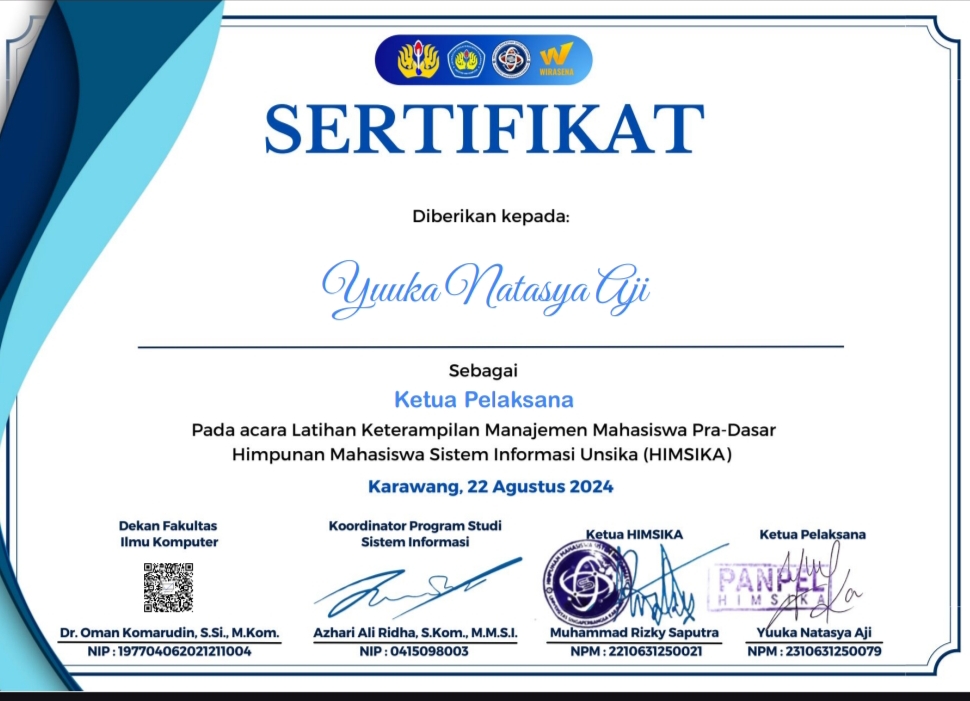 WIRASENA
SERTIFIKAT
Diberikan kepada:
Yuuka Natasya Aji
Sebagai
Ketua Pelaksana
Pada acara Latihan Keterampilan Manajemen Mahasiswa Pra-Dasar
Himpunan Mahasiswa Sistem Informasi Unsika (HIMSIKA)
Karawang, 22 Agustus 2024
Dekan Fakultas
Ilmu Komputer
Dr. Oman Komarudin, S.Si., M.Kom.
NIP : 197704062021211004
Koordinator Program Studi
Sistem Informasi
Azhari Ali Ridha, S.Kom., M.M.S.I.
NIP : 0415098003
Ketua HIMSIKA
Muhammad Rizky Saputra
NPM : 2210631250021
Ketua Pelaksana
PANPEL
HIMSIKA
Yuuka Natasya Aji
NPM : 2310631250079